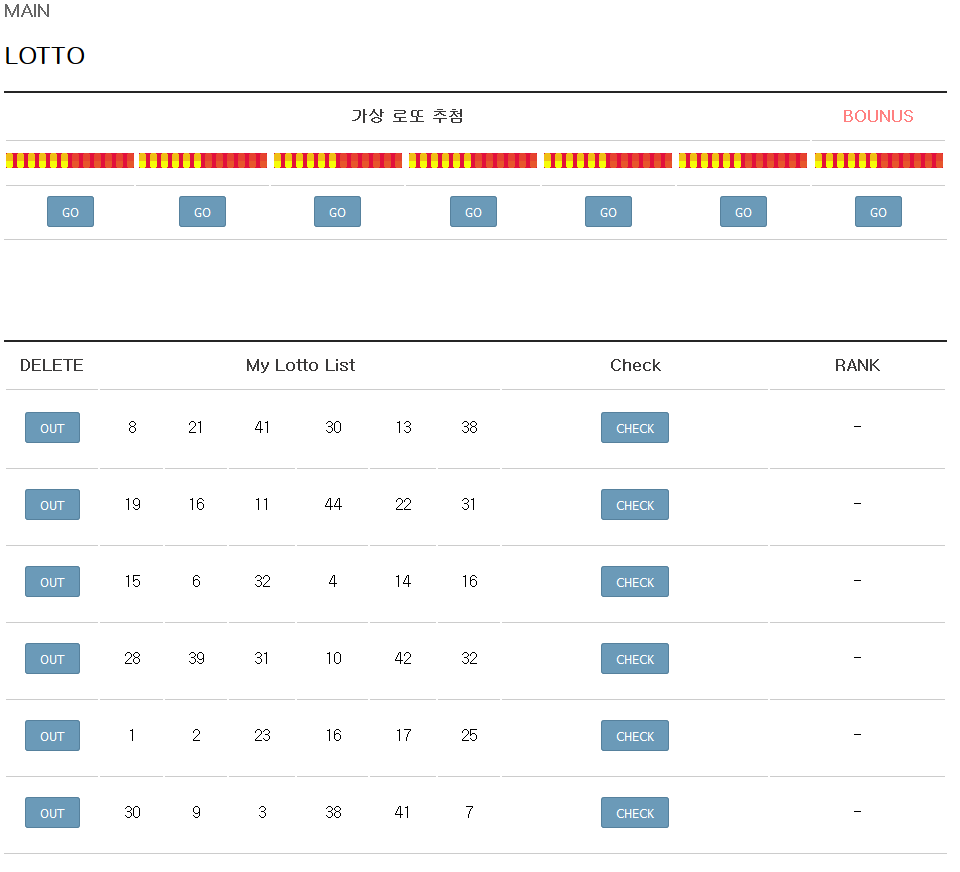 MAIN
LOTTO
가상 로또 추첨 BOUNUS
GO GO GO GO GO GO GO
DELETE My Lotto List Check RANK
OUT 8 21 41 30 13 38 CHECK -
OUT 19 16 11 44 22 31 CHECK -
OUT 15 6 32 4 14 16 CHECK -
OUT 28 39 31 10 42 32 CHECK -
OUT 1 2 23 16 17 25 CHECK -
OUT 30 9 3 38 41 7 CHECK -